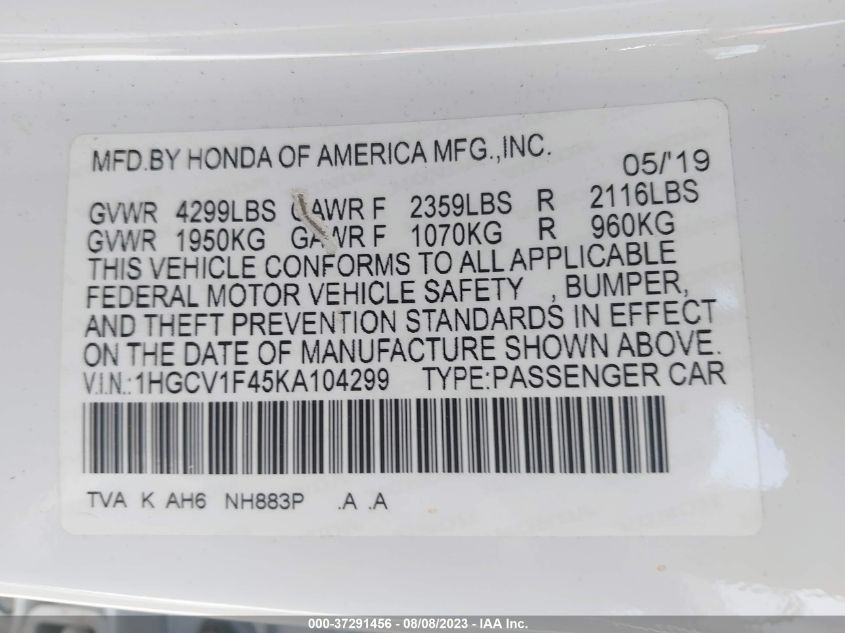 MFD.BY HONDA OF AMERICA MFG.,INC. 05/'19
GVWR 4299LBS GAWR F 2359LBS R 2116LBS
GVWR 1950KG GAWR F 1070KG R 960KG
THIS VEHICLE CONFORMS TO ALL APPLICABLE
FEDERAL MOTOR VEHICLE SAFETY , BUMPER,
AND THEFT PREVENTION STANDARDS IN EFFECT
ON THE DATE OF MANUFACTURE SHOWN ABOVE.
V.I.N.:1HGCV1F45KA104299 TYPE:PASSENGER CAR
TVA K AH6 NH883P .A .A
000-37291456 - 08/08/2023 - IAA Inc.